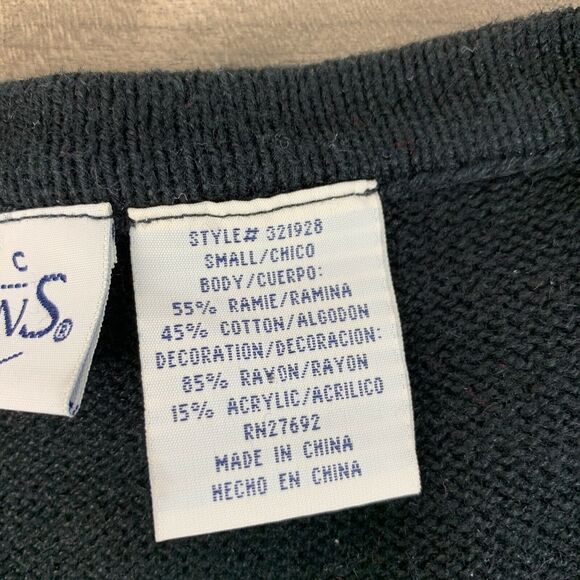 C
STYLE# 321928
SMALL/CHICO
BODY/CUERPO:
55% RAMIE/RAMINA
45% COTTON/ALGODON
DECORATION/DECORACION:
85% RAYON/RAYON
15% ACRYLIC/ACRILICO
RN27692
MADE IN CHINA
HECHO EN CHINA